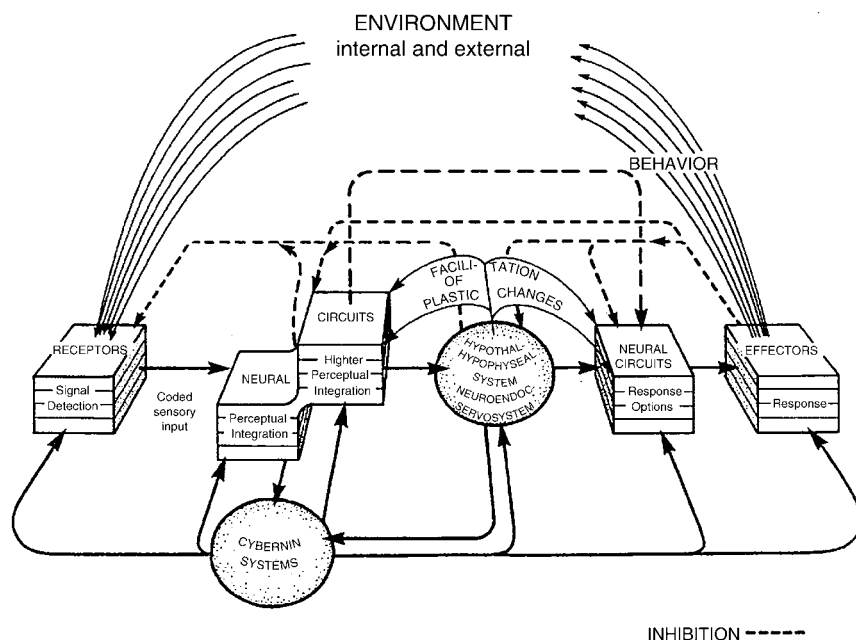 ENVIRONMENT
internal and external
BEHAVIOR
FACILI-
TATION
OF
PLASTIC
CHANGES
CIRCUITS
RECEPTORS
NEURAL
Highter
Perceptual
Integration
HYPOTHAL-
HYPOPHYSEAL
SYSTEM
NEUROENDOC.
SERVOSYSTEM
NEURAL
CIRCUITS
EFFECTORS
Signal
Detection
Coded
sensory
input
Perceptual
Integration
Response
Options
Response
CYBERNIN
SYSTEMS
INHIBITION